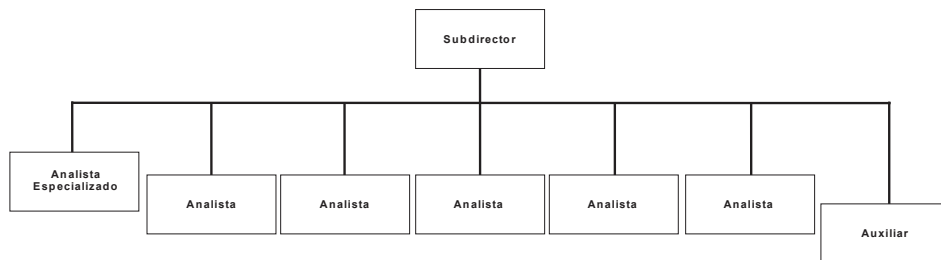 Subdirector
Analista
Especializado
Analista
Analista
Analista
Analista
Analista
Auxiliar